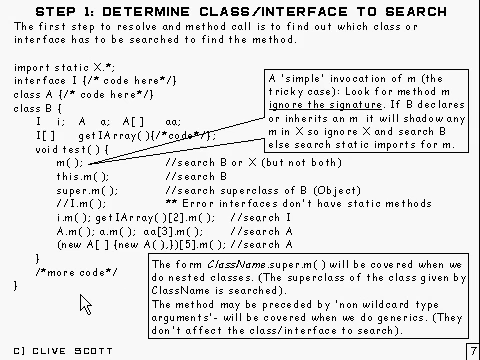 STEP 1: DETERMINE CLASS/INTERFACE TO SEARCH
The first step to resolve and method call is to find out which class or
interface has to be searched to find the method.
import static X.*;
interface I {/* code here*/}
class A {/* code here*/}
class B {
I i; A a; A[ ] aa;
I[ ] getIArray( ){/*code*/};
void test( ) {
m( ); //search B or X (but not both)
this.m( ); //search B
super.m( ); //search superclass of B (Object)
//I.m( ); ** Error interfaces don't have static methods
i.m( ); getIArray( )[2].m( ); //search I
A.m( ); a.m( ); aa[3].m( ); //search A
(new A[ ] {new A( ),})[5].m( ); //search A
}
/*more code*/
}
A 'simple' invocation of m (the
tricky case): Look for method m
ignore the signature. If B declares
or inherits an m it will shadow any
m in X so ignore X and search B
else search static imports for m.
The form ClassName.super.m( ) will be covered when we
do nested classes. (The superclass of the class given by
ClassName is searched).
The method may be preceded by 'non wildcard type
arguments'- will be covered when we do generics. (They
don't affect the class/interface to search).
C] CLIVE SCOTT
7